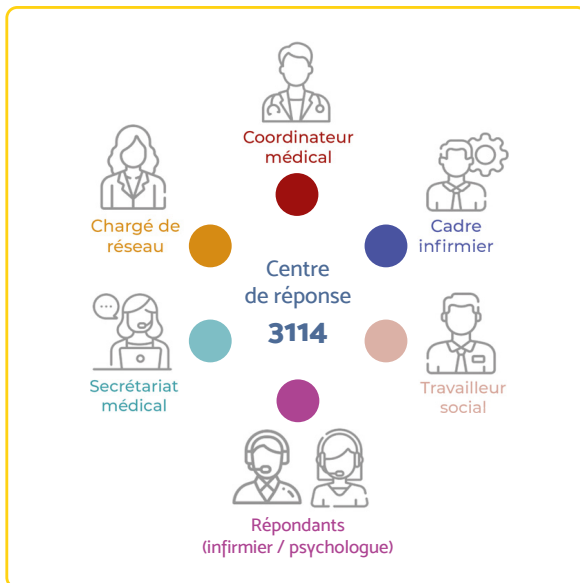 Coordinateur
médical
Chargé de
réseau
Cadre
infirmier
Centre
de réponse
3114
Secrétariat
médical
Travailleur
social
Répondants
(infirmier / psychologue)